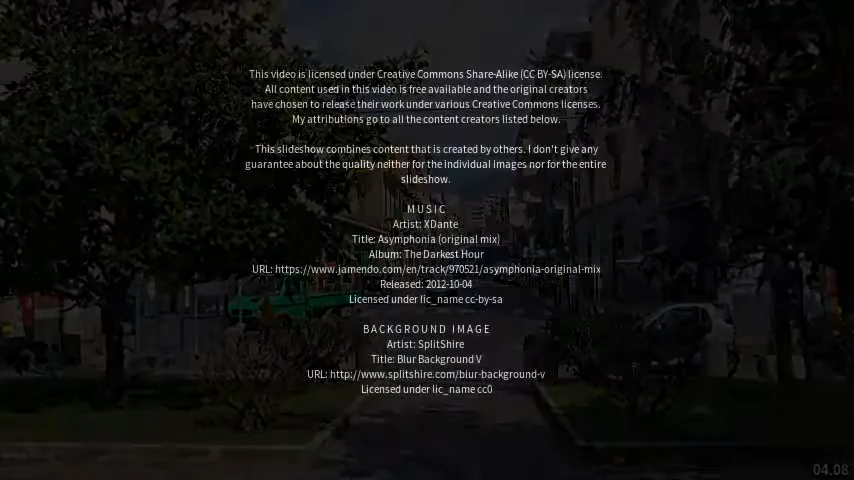 This video is licensed under Creative Commons Share-Alike (CC BY-SA) license.
All content used in this video is free available and the original creators
have chosen to release their work under various Creative Commons licenses.
My attributions go to all the content creators listed below.
This slideshow combines content that is created by others. I don't give any
guarantee about the quality neither for the individual images nor for the entire
slideshow.
MUSIC
Artist: XDante
Title: Asymphonia (original mix)
Album: The Darkest Hour
URL: https://www.jamendo.com/en/track/970521/asymphonia-original-mix
Released: 2012-10-04
Licensed under lic_name cc-by-sa
BACKGROUND IMAGE
Artist: SplitShire
Title: Blur Background V
URL: http://www.splitshire.com/blur-background-v
Licensed under lic_name cc0
04.08